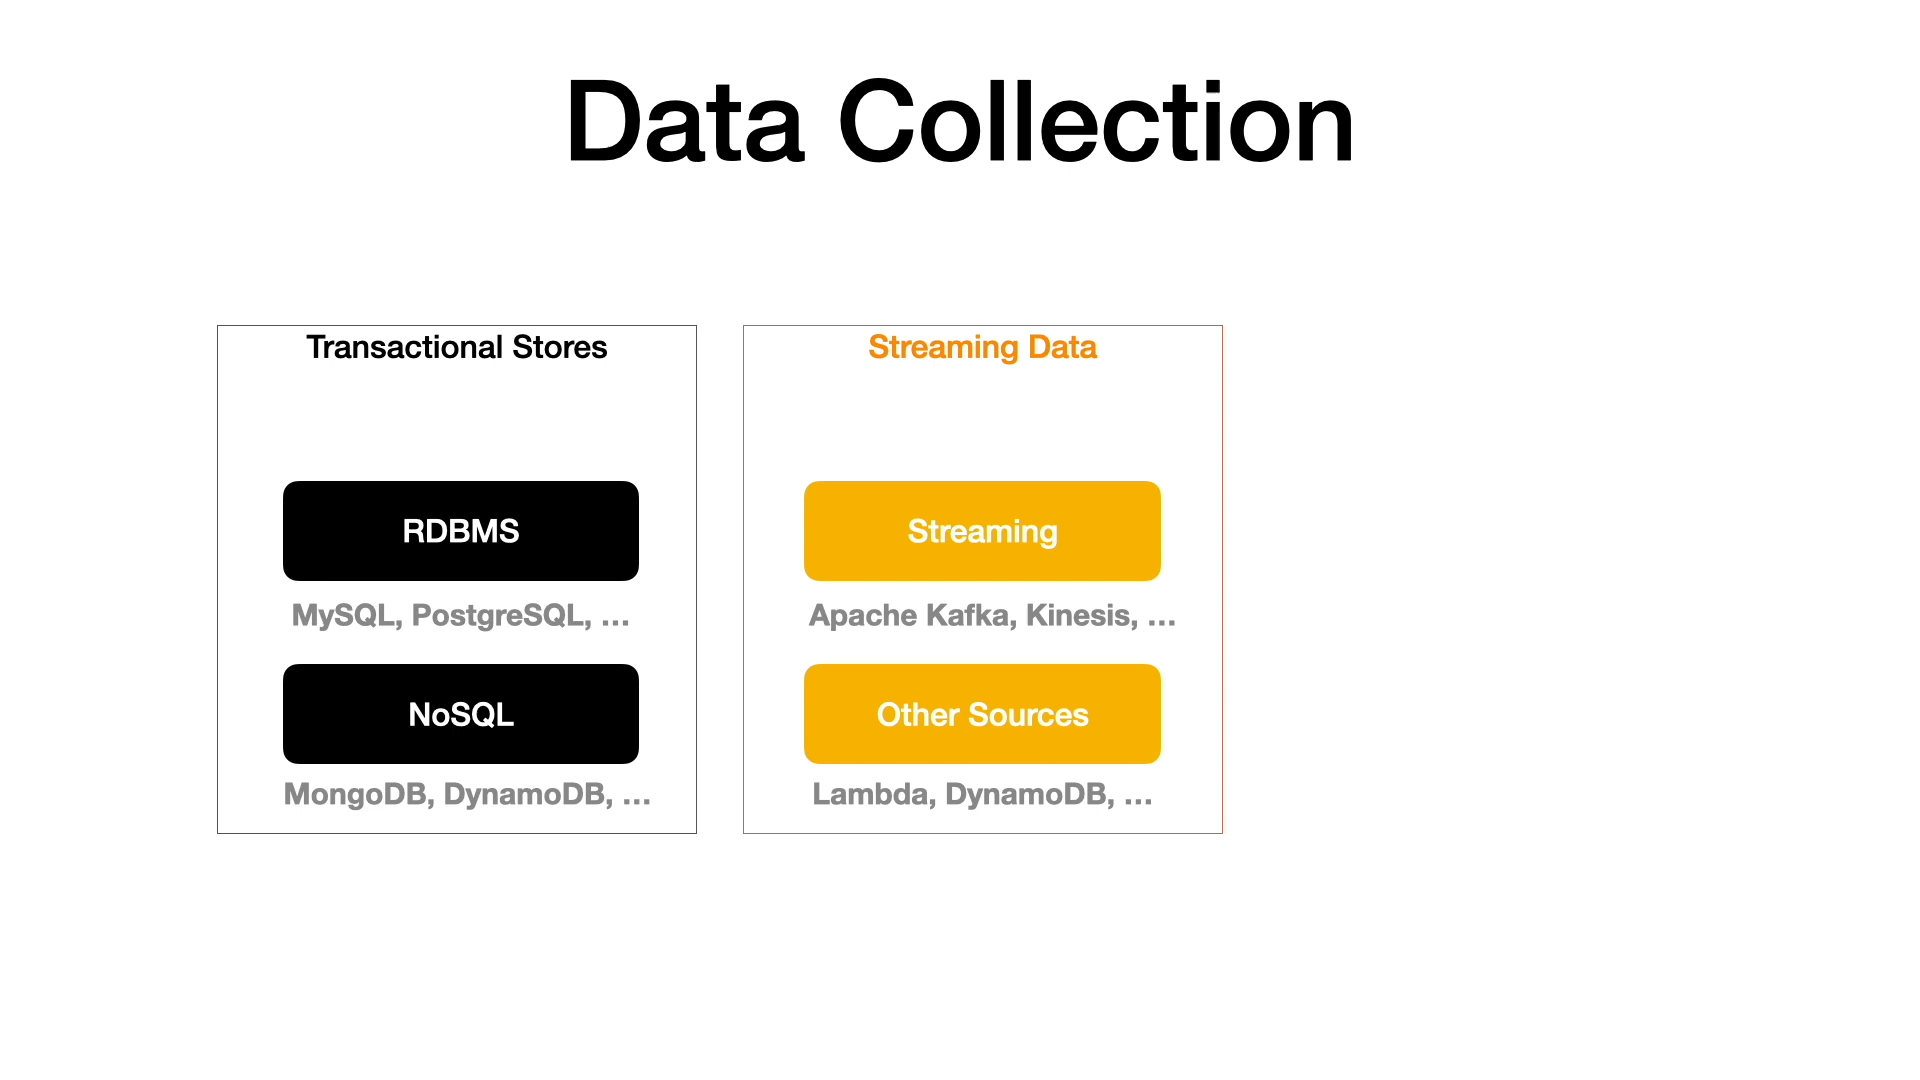 Data Collection
Transactional Stores
RDBMS
MySQL, PostgreSQL, …
NoSQL
MongoDB, DynamoDB, …
Streaming Data
Streaming
Apache Kafka, Kinesis, …
Other Sources
Lambda, DynamoDB, …